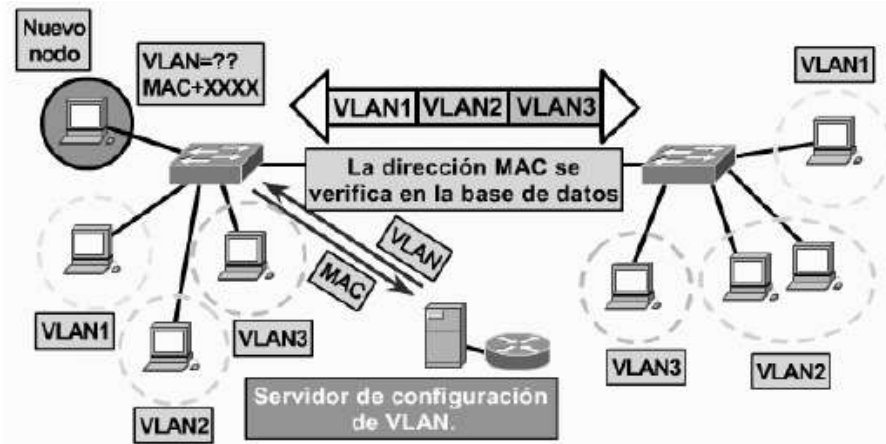 Nuevo
nodo
VLAN=??
MAC+XXXX
VLAN1 VLAN2 VLAN3
VLAN1
La dirección MAC se
verifica en la base de datos
VLAN
MAC
VLAN1
VLAN3
VLAN2
VLAN3
VLAN2
Servidor de configuración
de VLAN.